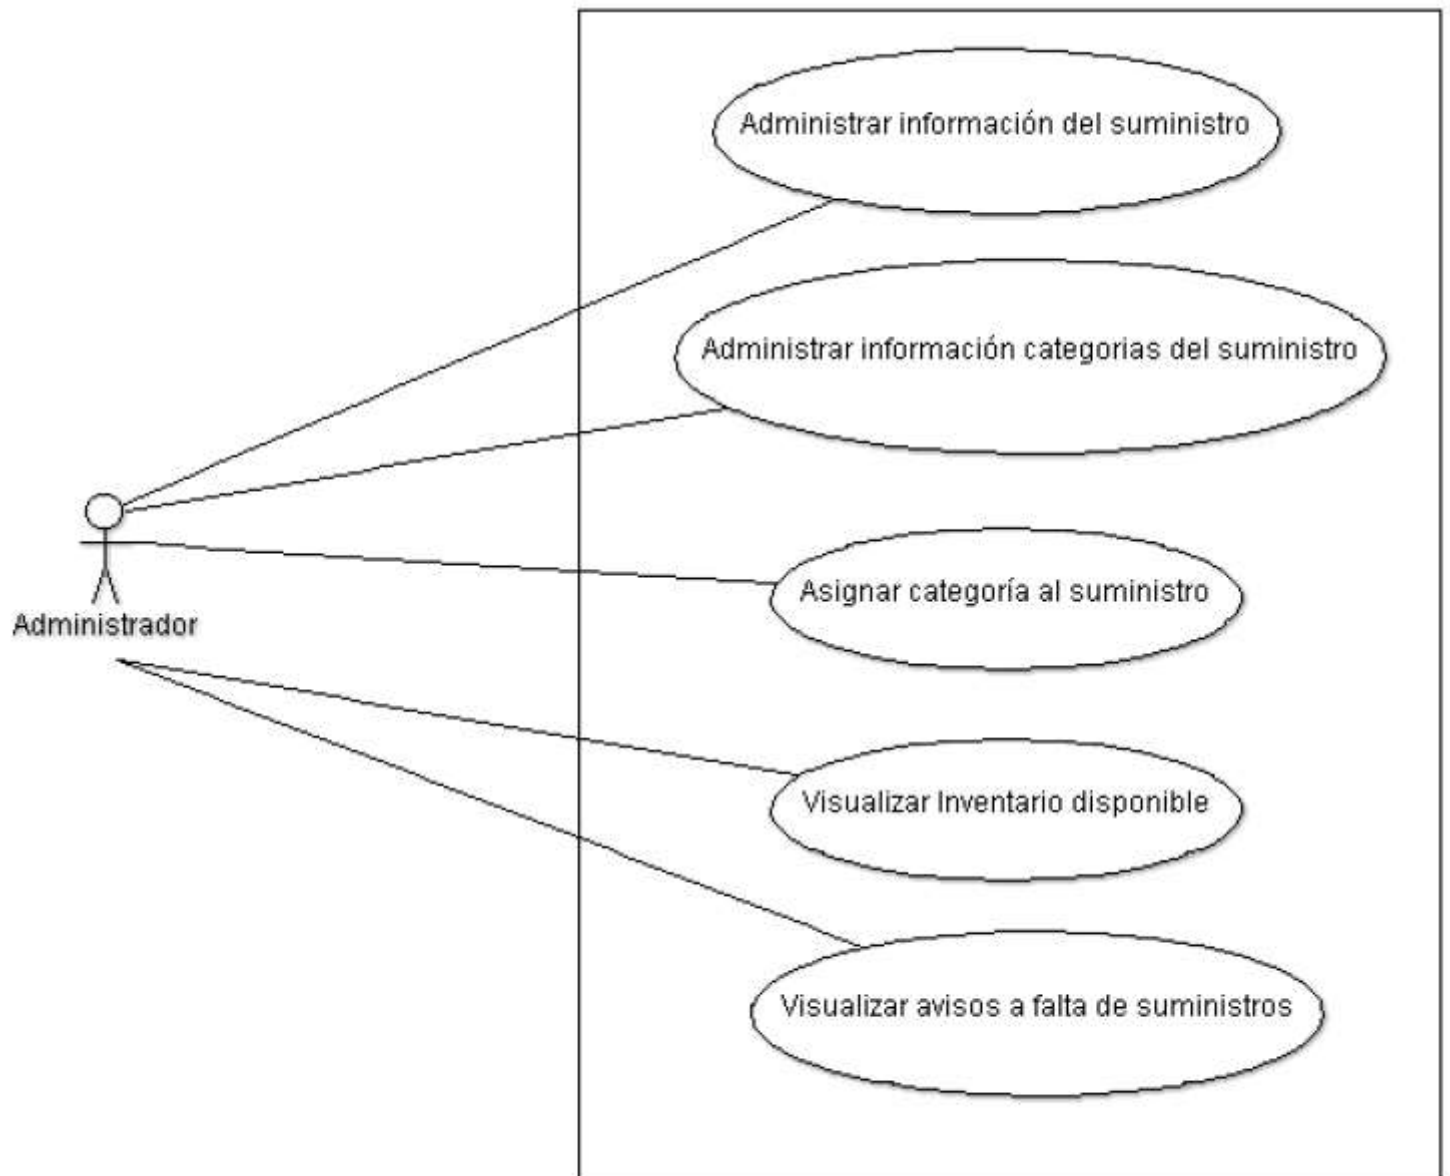 Administrar información del suministro
Administrar información categorias del suministro
Asignar categoría al suministro
Administrador
Visualizar Inventario disponible
Visualizar avisos a falta de suministros